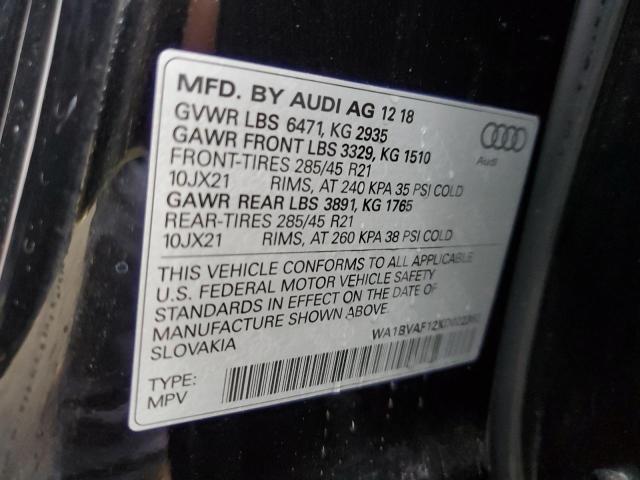 MFD. BY AUDI AG 12 18
GVWR LBS 6471, KG 2935
GAWR FRONT LBS 3329, KG 1510
FRONT-TIRES 285/45 R21
10JX21 RIMS, AT 240 KPA 35 PSI COLD
GAWR REAR LBS 3891, KG 1765
REAR-TIRES 285/45 R21
10JX21 RIMS, AT 260 KPA 38 PSI COLD
Audi
THIS VEHICLE CONFORMS TO ALL APPLICABLE
U.S. FEDERAL MOTOR VEHICLE SAFETY
STANDARDS IN EFFECT ON THE DATE OF
MANUFACTURE SHOWN ABOVE.
SLOVAKIA
TYPE:
MPV